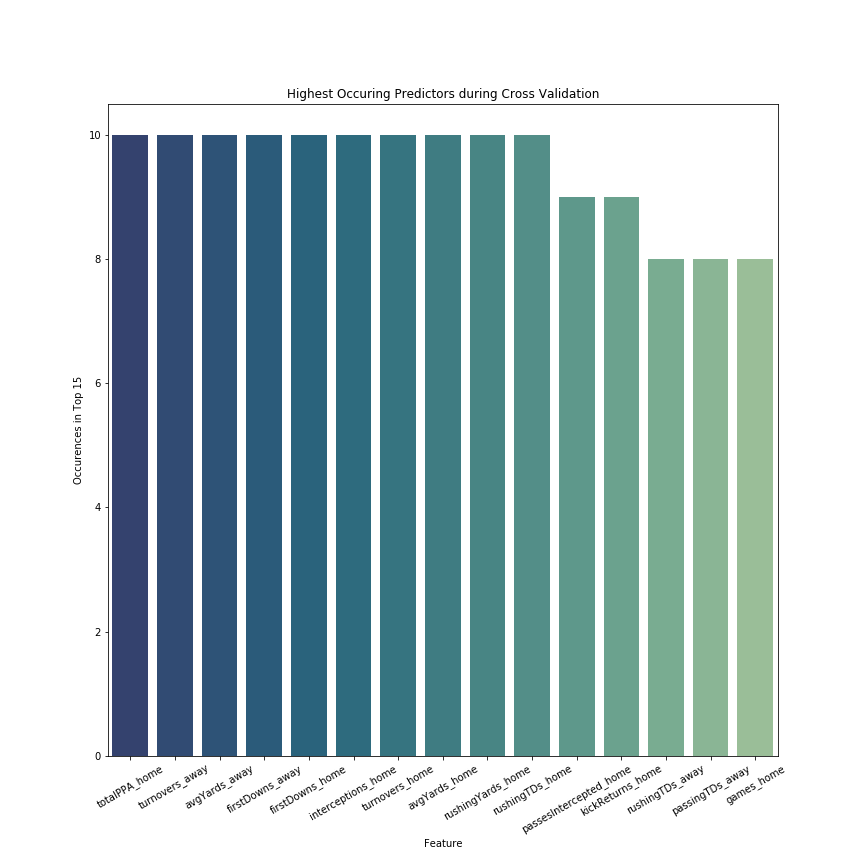 Highest Occuring Predictors during Cross Validation
10
8
6
4
2
0
Occurences in Top 15
totalPPA_home
turnovers_away
avgYards_away
firstDowns_away
firstDowns_home
interceptions_home
turnovers_home
avgYards_home
rushingYards_home
rushingTDs_home
passesIntercepted_home
kickReturns_home
rushingTDs_away
passingTDs_away
games_home
Feature